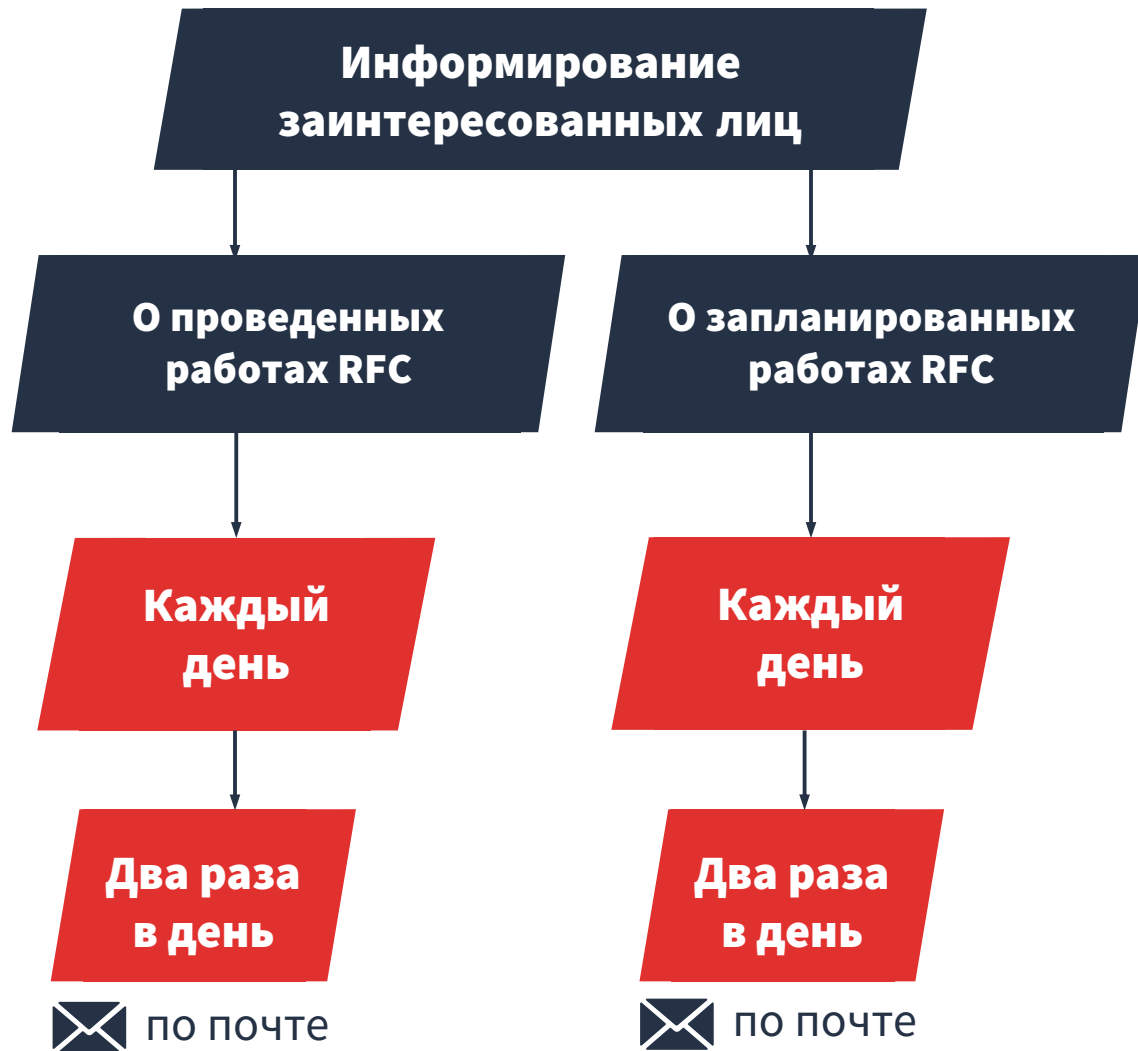 Информирование
заинтересованных лиц
О проведенных
работах RFC
О запланированных
работах RFC
Каждый
день
Каждый
день
Два раза
в день
Два раза
в день
по почте
по почте